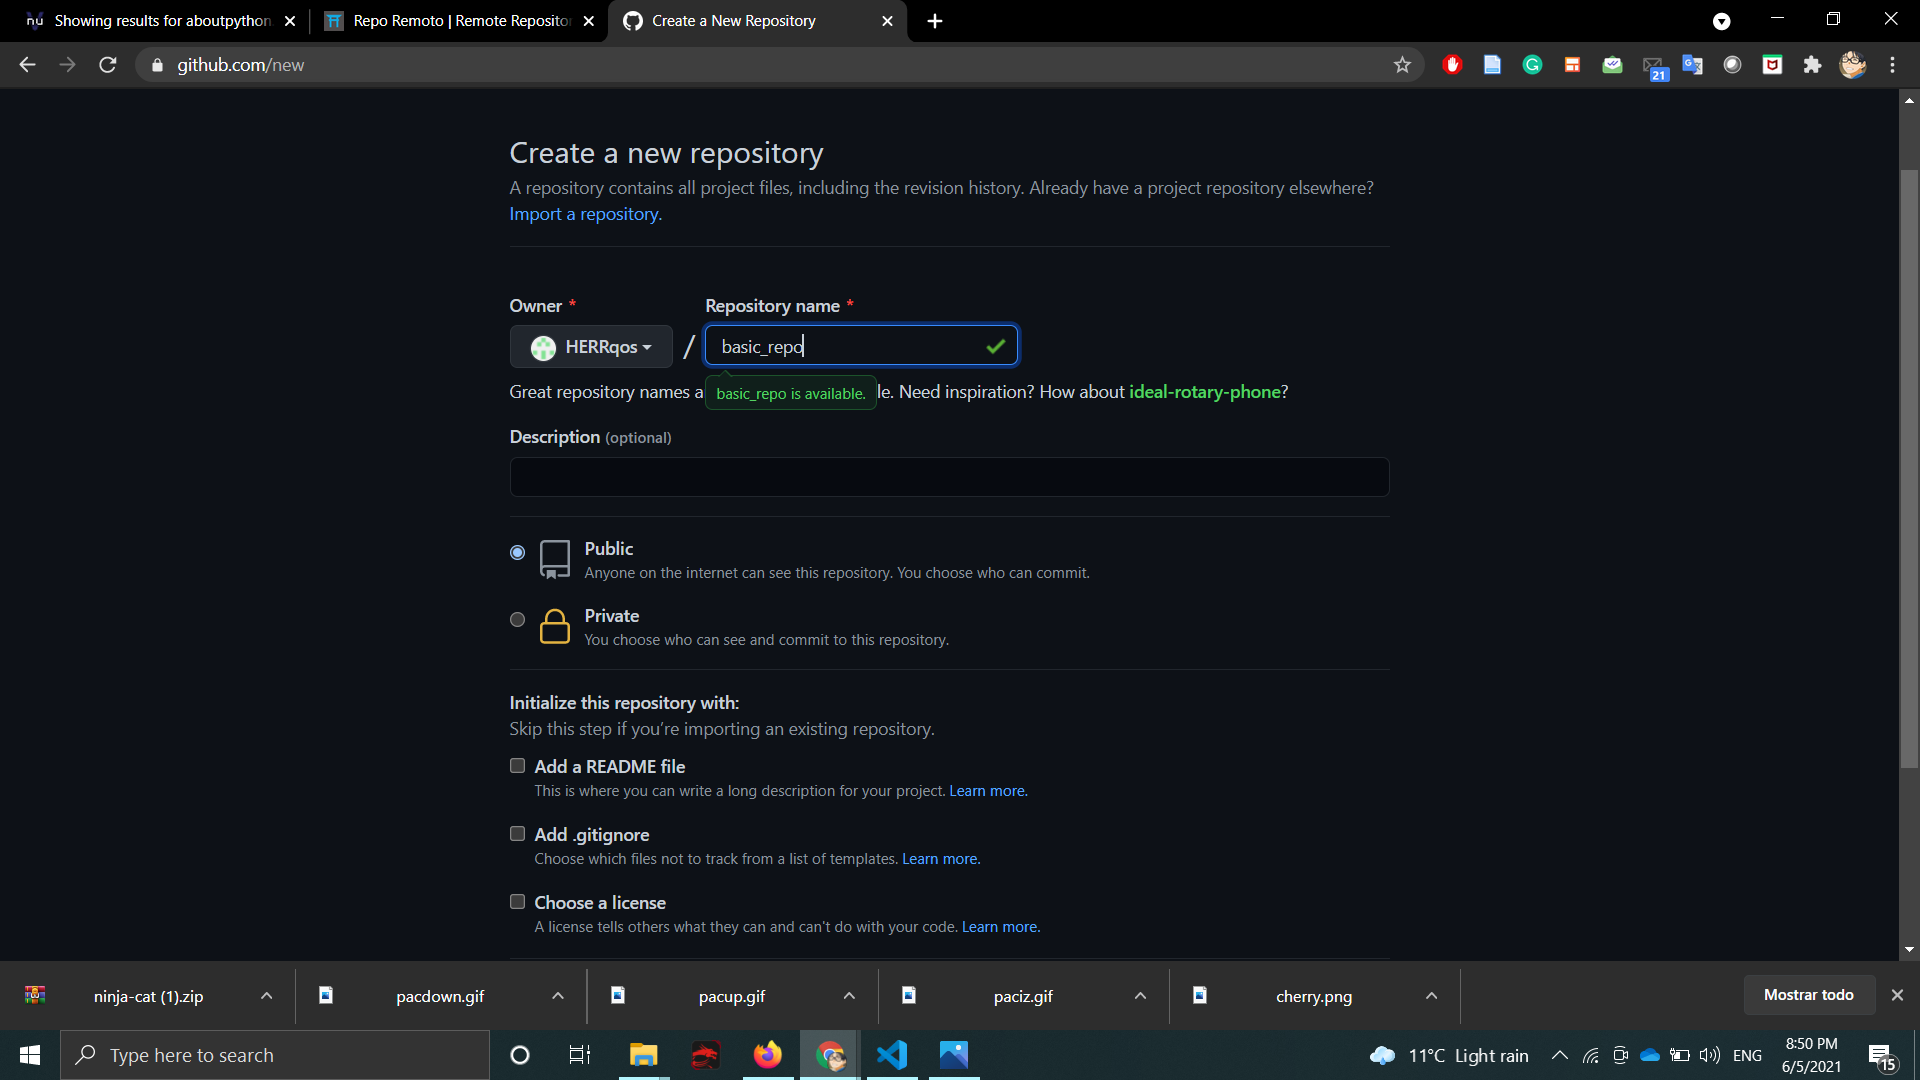 Showing results for aboutpython
Repo Remoto | Remote Reposito
Create a New Repository
github.com/new
21
Create a new repository
A repository contains all project files, including the revision history. Already have a project repository elsewhere?
Import a repository.
Owner *
Repository name *
HERRqos
/
basic_repo
Great repository names a
basic_repo is available.
le. Need inspiration? How about ideal-rotary-phone?
Description (optional)
Public
Anyone on the internet can see this repository. You choose who can commit.
Private
You choose who can see and commit to this repository.
Initialize this repository with:
Skip this step if you're importing an existing repository.
Add a README file
This is where you can write a long description for your project. Learn more.
Add .gitignore
Choose which files not to track from a list of templates. Learn more.
Choose a license
A license tells others what they can and can't do with your code. Learn more.
ninja-cat (1).zip
pacdown.gif
pacup.gif
paciz.gif
cherry.png
Mostrar todo
Type here to search
11°C Light rain
ENG
8:50 PM
6/5/2021
15